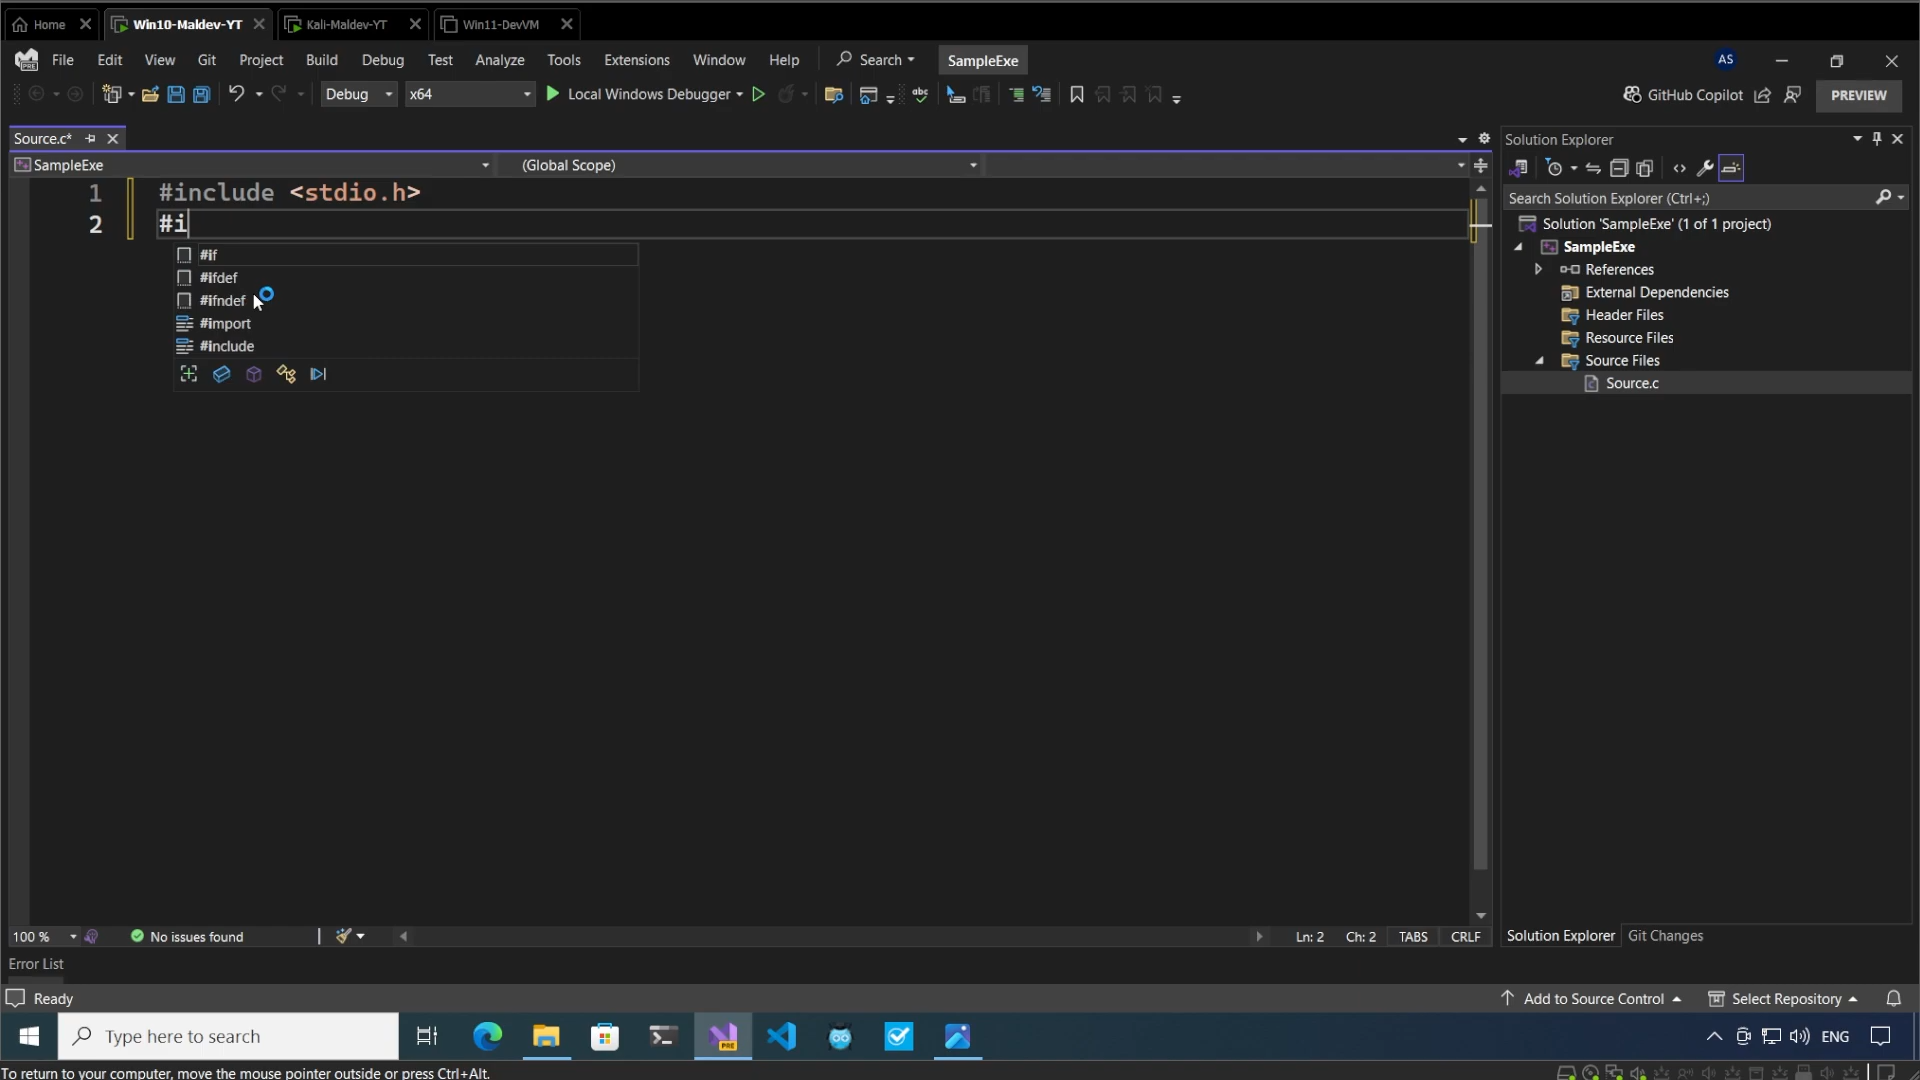 Home
Win10-Maldev-YT
Kali-Maldev-YT
Win11-DevVM
File Edit View Git Project Build Debug Test Analyze Tools Extensions Window Help Search SampleExe AS
Debug x64 Local Windows Debugger GitHub Copilot PREVIEW
Source.c*
SampleExe (Global Scope)
1 #include <stdio.h>
2 #i
#if
#ifdef
#ifndef
#import
#include
Solution Explorer
Search Solution Explorer (Ctrl+;)
Solution 'SampleExe' (1 of 1 project)
SampleExe
References
External Dependencies
Header Files
Resource Files
Source Files
Source.c
100 % No issues found Ln: 2 Ch: 2 TABS CRLF
Solution Explorer Git Changes
Error List
Ready Add to Source Control Select Repository
Type here to search PRE ENG
To return to your computer, move the mouse pointer outside or press Ctrl+Alt.